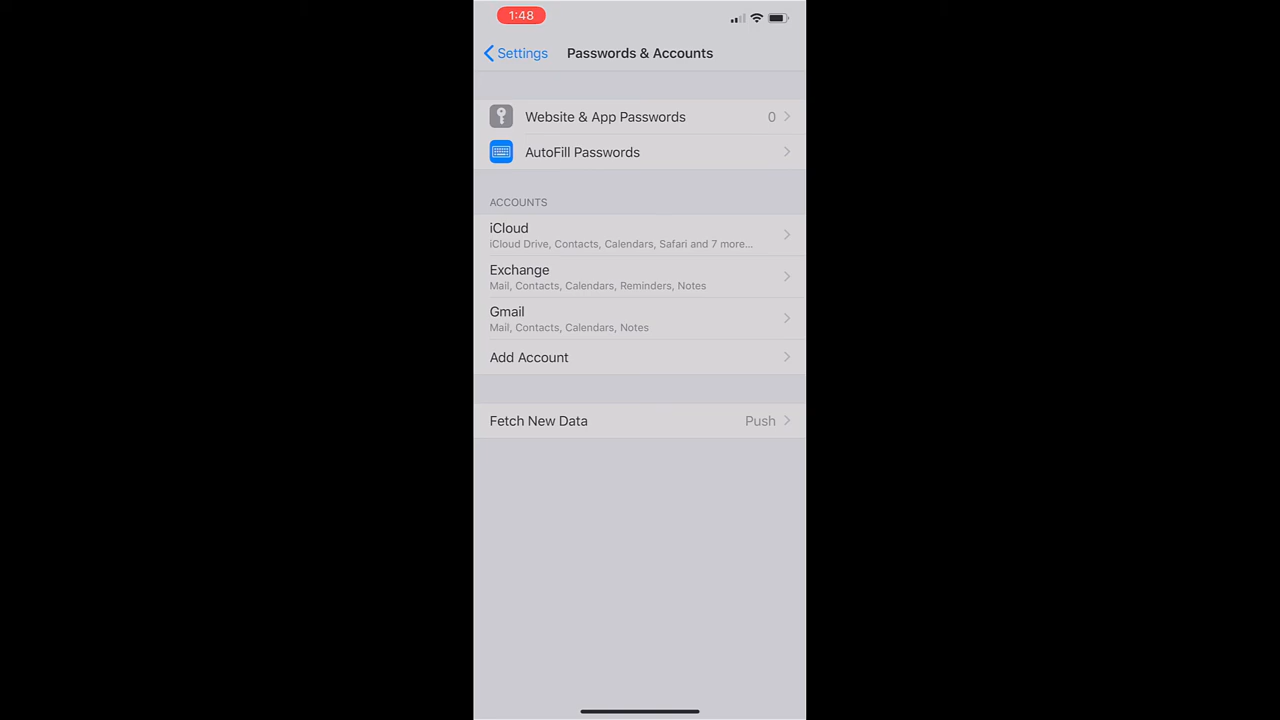 1:48
Settings
Passwords & Accounts
Website & App Passwords 0
AutoFill Passwords
ACCOUNTS
iCloud
iCloud Drive, Contacts, Calendars, Safari and 7 more...
Exchange
Mail, Contacts, Calendars, Reminders, Notes
Gmail
Mail, Contacts, Calendars, Notes
Add Account
Fetch New Data Push